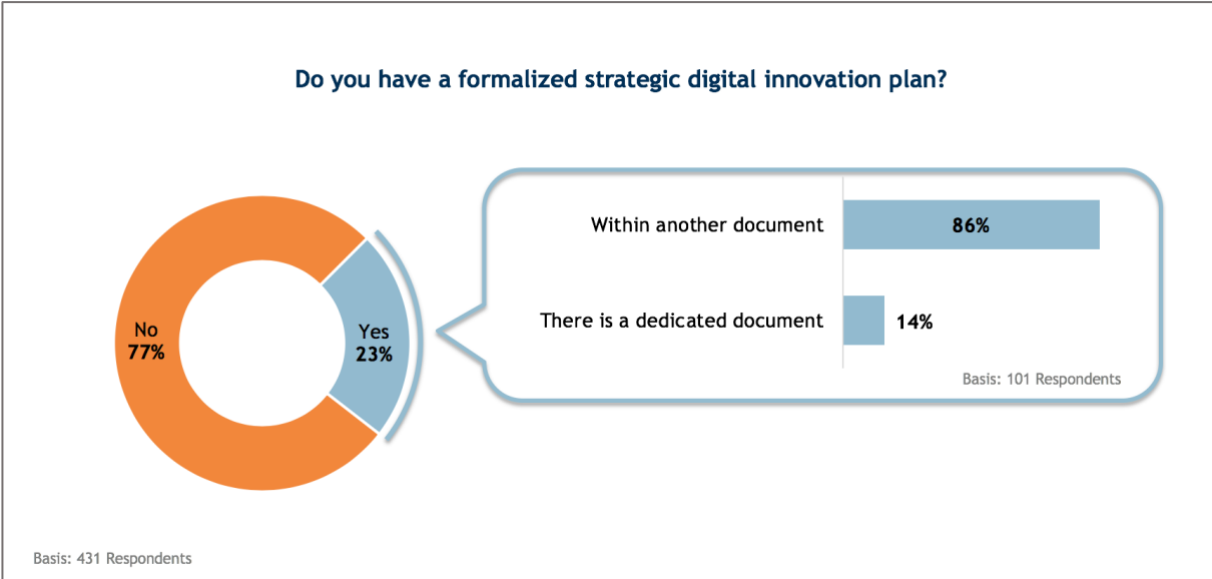 Do you have a formalized strategic digital innovation plan?
No
77%
Yes
23%
Within another document
86%
There is a dedicated document
14%
Basis: 101 Respondents
Basis: 431 Respondents